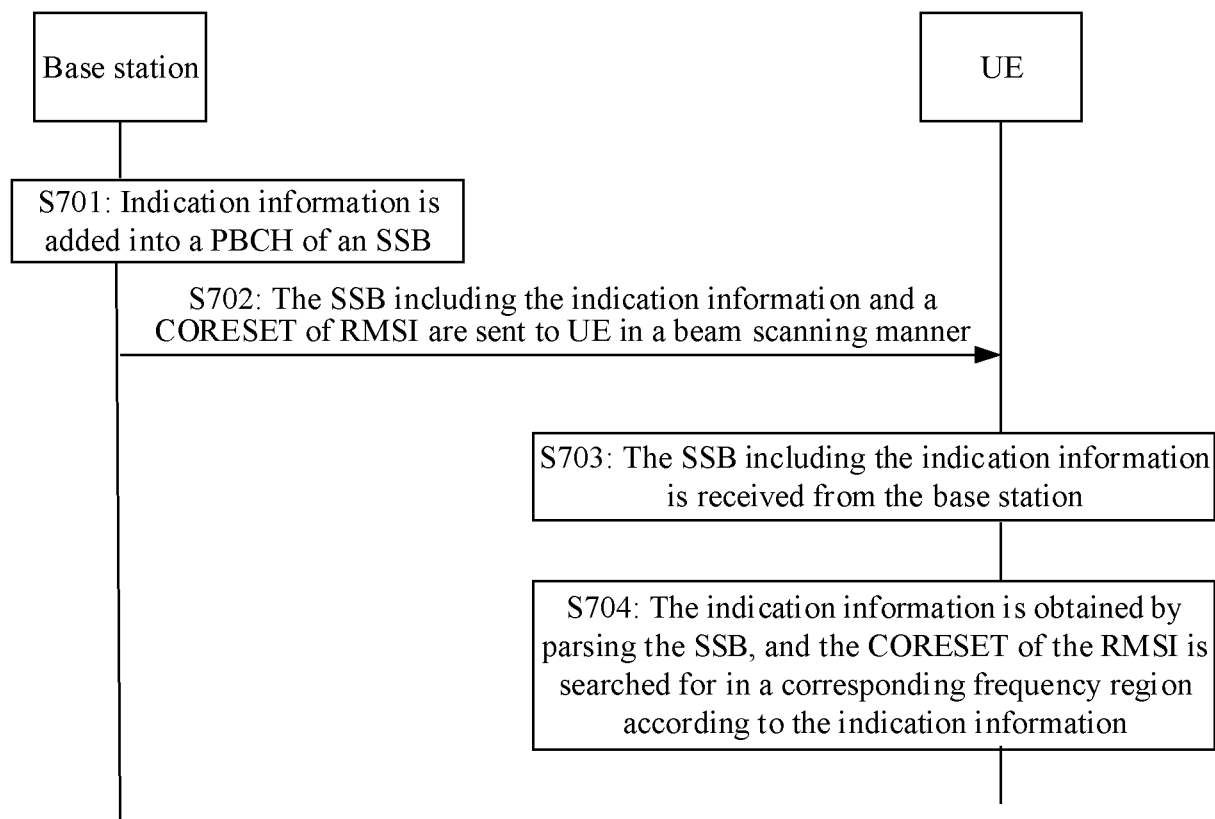 Base station
UE
S701: Indication information is
added into a PBCH of an SSB
S702: The SSB including the indication information and a
CORESET of RMSI are sent to UE in a beam scanning manner
S703: The SSB including the indication information
is received from the base station
S704: The indication information is obtained by
parsing the SSB, and the CORESET of the RMSI is
searched for in a corresponding frequency region
according to the indication information